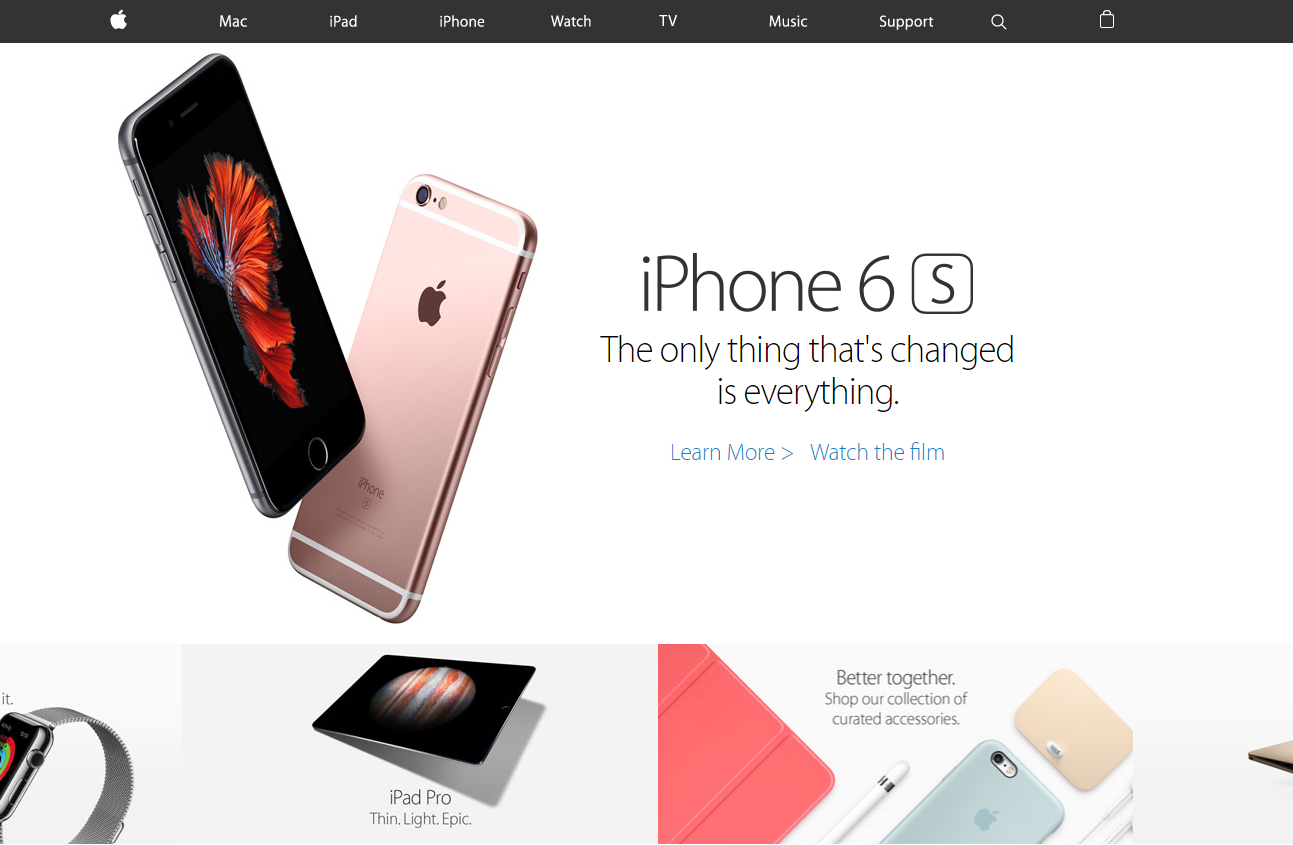 Mac
iPad
iPhone
Watch
TV
Music
Support
iPhone 6 S
The only thing that's changed
is everything.
Learn More >
Watch the film
iPhone
S
it.
iPad Pro
Thin. Light. Epic.
Better together.
Shop our collection of
curated accessories.